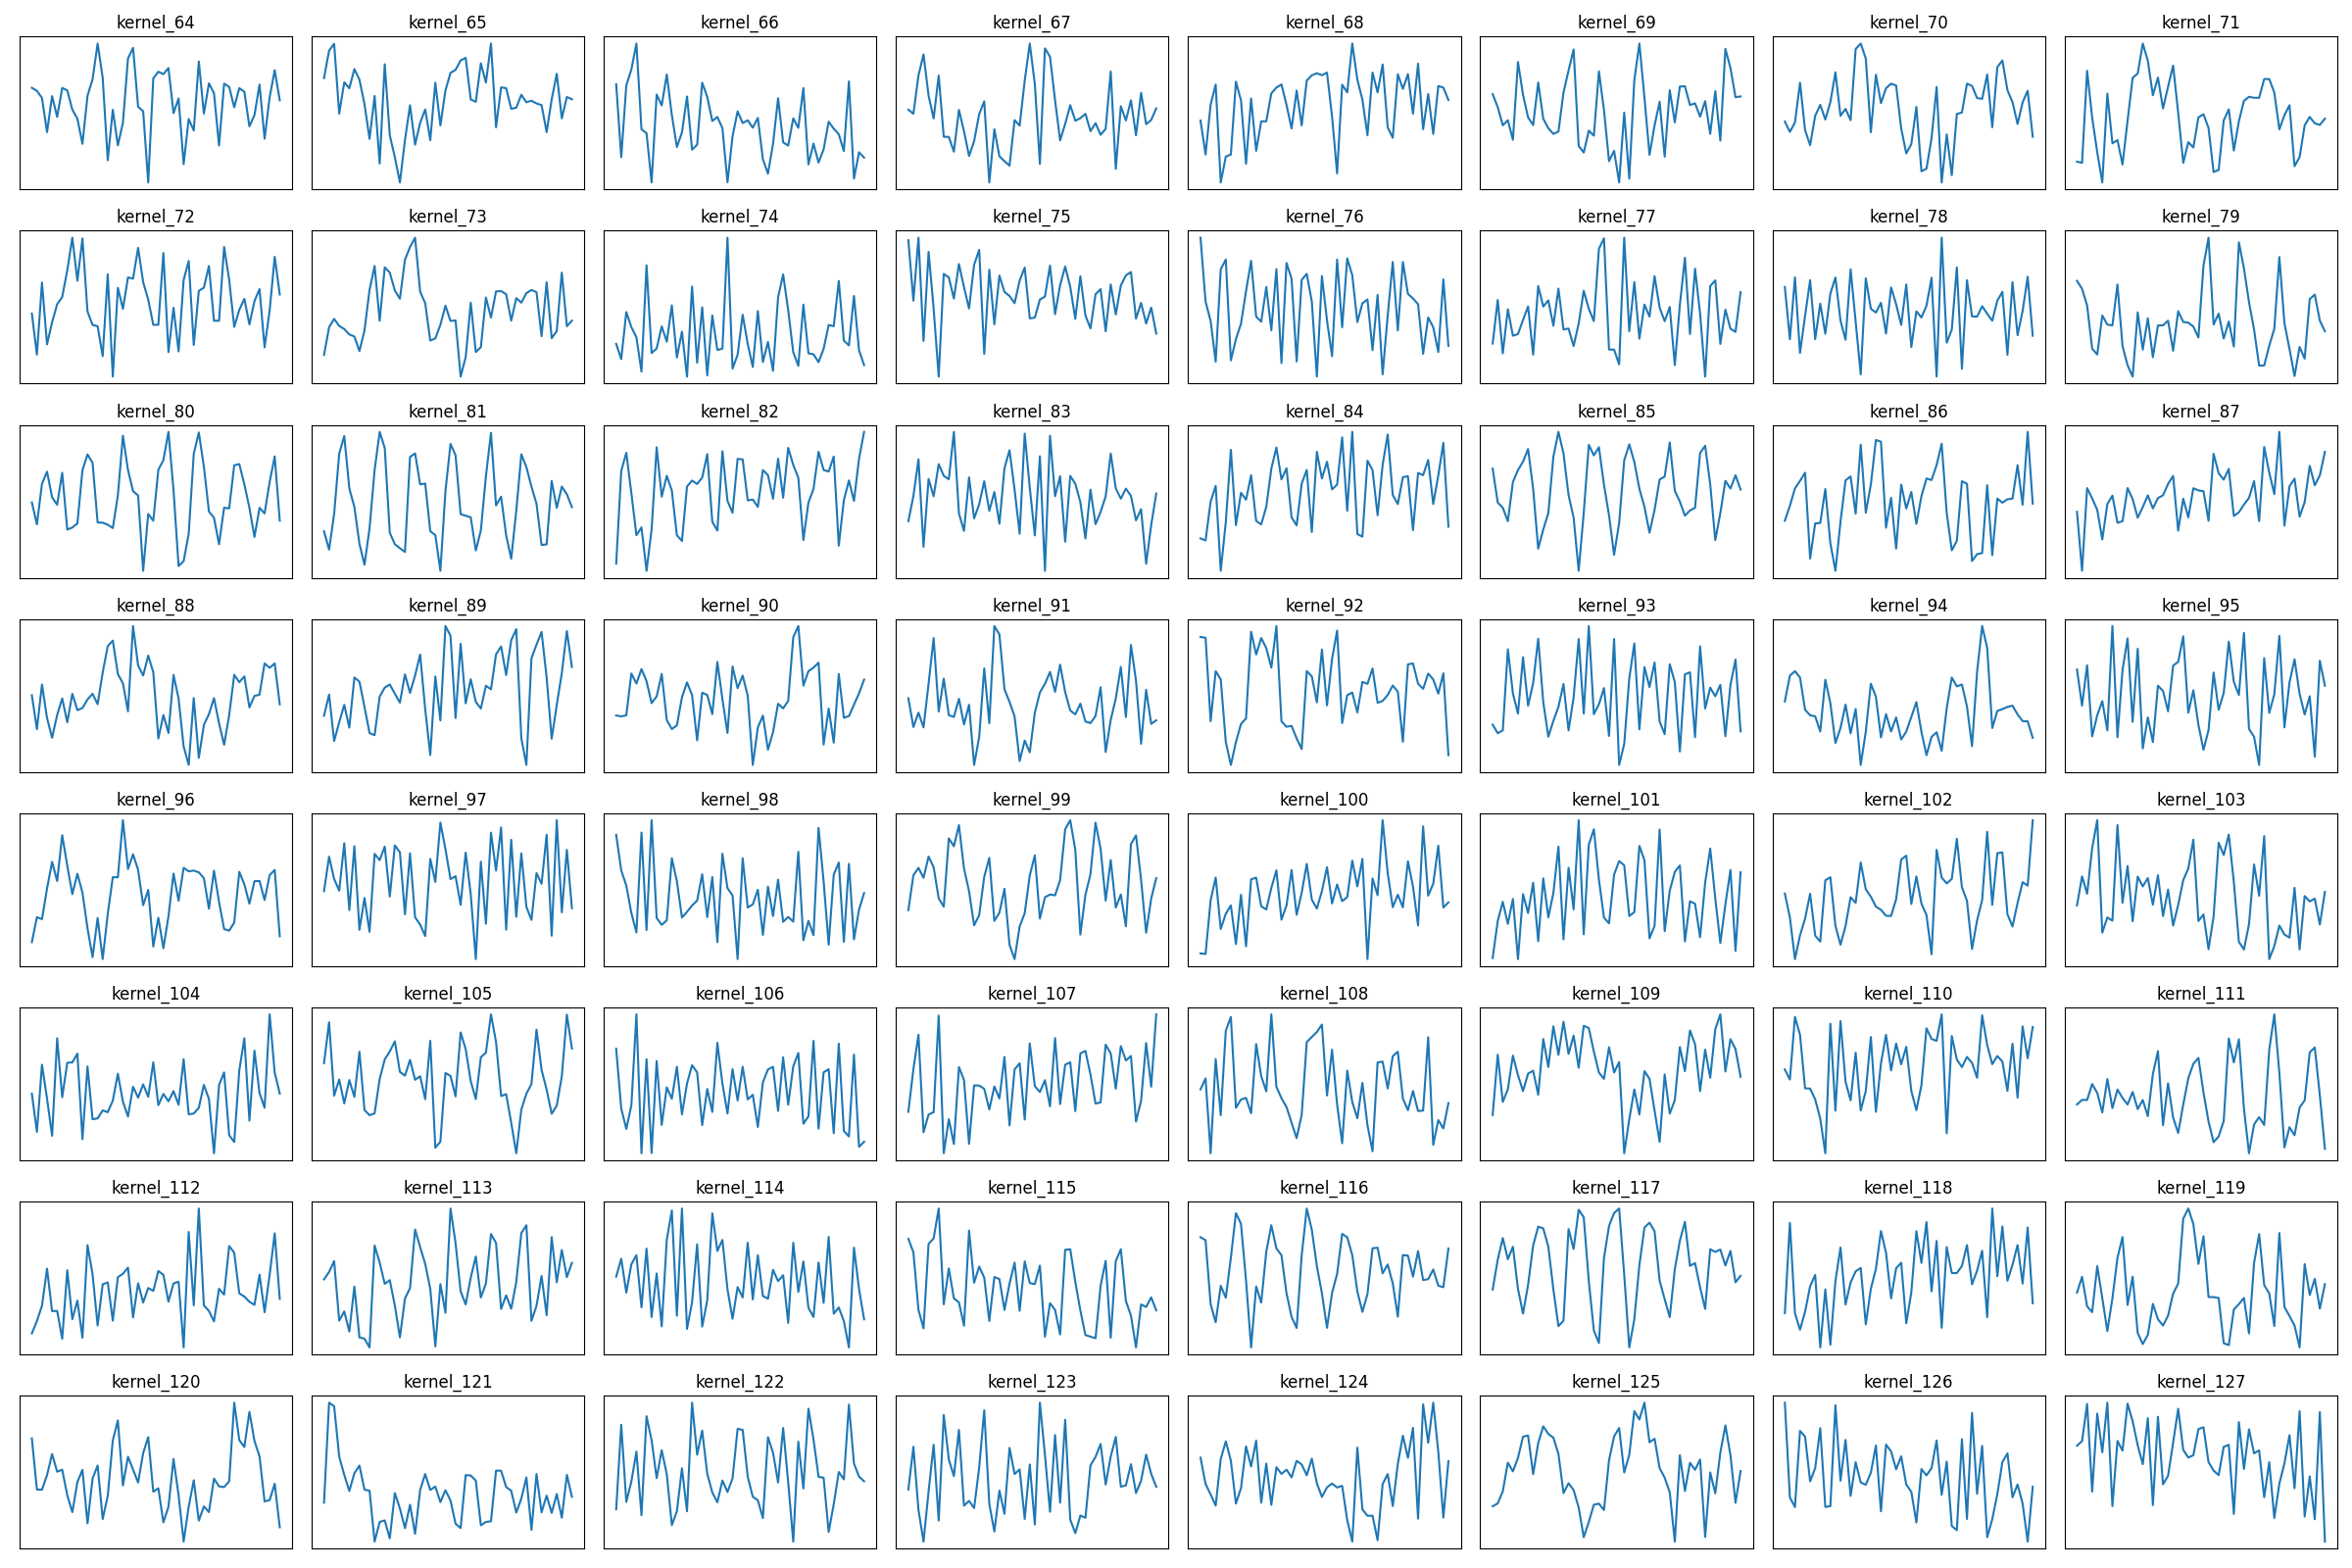 kernel_64 kernel_65 kernel_66 kernel_67 kernel_68 kernel_69 kernel_70 kernel_71
kernel_72 kernel_73 kernel_74 kernel_75 kernel_76 kernel_77 kernel_78 kernel_79
kernel_80 kernel_81 kernel_82 kernel_83 kernel_84 kernel_85 kernel_86 kernel_87
kernel_88 kernel_89 kernel_90 kernel_91 kernel_92 kernel_93 kernel_94 kernel_95
kernel_96 kernel_97 kernel_98 kernel_99 kernel_100 kernel_101 kernel_102 kernel_103
kernel_104 kernel_105 kernel_106 kernel_107 kernel_108 kernel_109 kernel_110 kernel_111
kernel_112 kernel_113 kernel_114 kernel_115 kernel_116 kernel_117 kernel_118 kernel_119
kernel_120 kernel_121 kernel_122 kernel_123 kernel_124 kernel_125 kernel_126 kernel_127